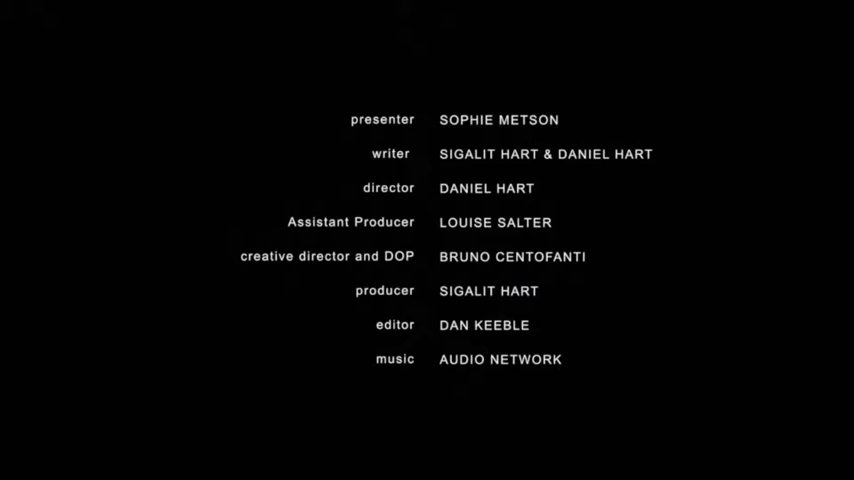 presenter SOPHIE METSON
writer SIGALIT HART & DANIEL HART
director DANIEL HART
Assistant Producer LOUISE SALTER
creative director and DOP BRUNO CENTOFANTI
producer SIGALIT HART
editor DAN KEEBLE
music AUDIO NETWORK